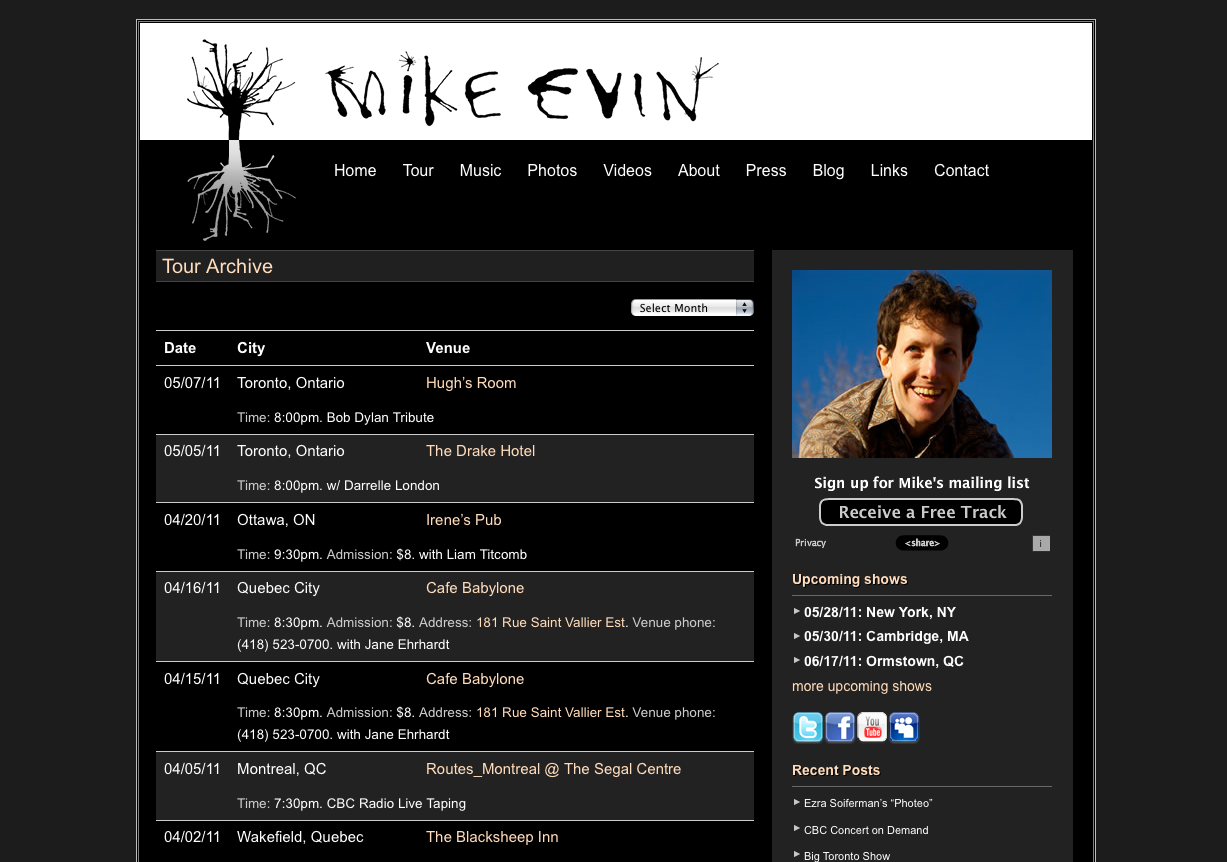 MIKE EVIN
Home Tour Music Photos Videos About Press Blog Links Contact
Tour Archive
Select Month
Date City Venue
05/07/11 Toronto, Ontario Hugh's Room
Time: 8:00pm. Bob Dylan Tribute
05/05/11 Toronto, Ontario The Drake Hotel
Time: 8:00pm. w/ Darrelle London
04/20/11 Ottawa, ON Irene's Pub
Time: 9:30pm. Admission: $8. with Liam Titcomb
04/16/11 Quebec City Cafe Babylone
Time: 8:30pm. Admission: $8. Address: 181 Rue Saint Vallier Est. Venue phone:
(418) 523-0700. with Jane Ehrhardt
04/15/11 Quebec City Cafe Babylone
Time: 8:30pm. Admission: $8. Address: 181 Rue Saint Vallier Est. Venue phone:
(418) 523-0700. with Jane Ehrhardt
04/05/11 Montreal, QC Routes_Montreal @ The Segal Centre
Time: 7:30pm. CBC Radio Live Taping
04/02/11 Wakefield, Quebec The Blacksheep Inn
Sign up for Mike's mailing list
Receive a Free Track
Privacy <share> i
Upcoming shows
05/28/11: New York, NY
05/30/11: Cambridge, MA
06/17/11: Ormstown, QC
more upcoming shows
t f You Tube
Recent Posts
Ezra Soiferman's "Photeo"
CBC Concert on Demand
Big Toronto Show